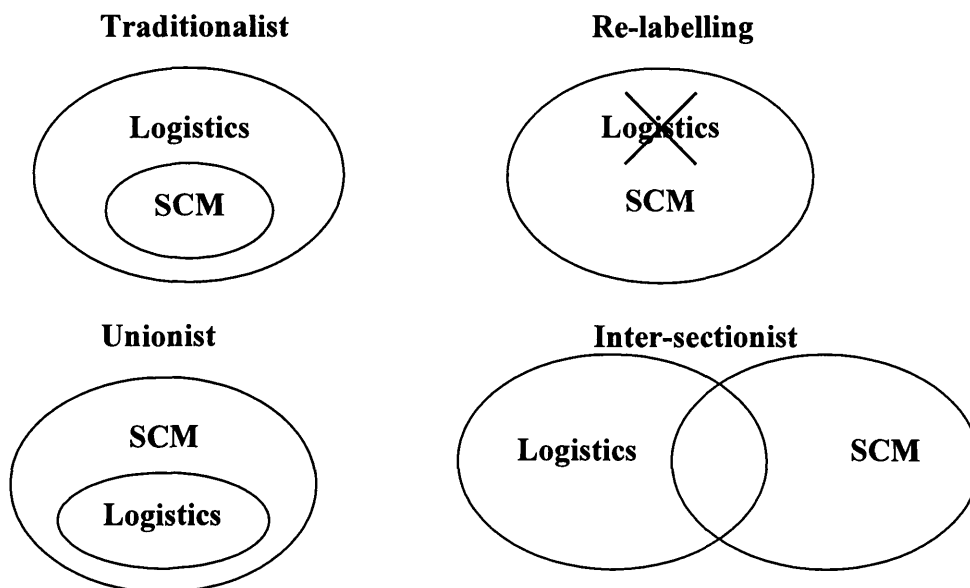 Traditionalist
Logistics
SCM
Re-labelling
Logistics
SCM
Unionist
SCM
Logistics
Inter-sectionist
Logistics
SCM